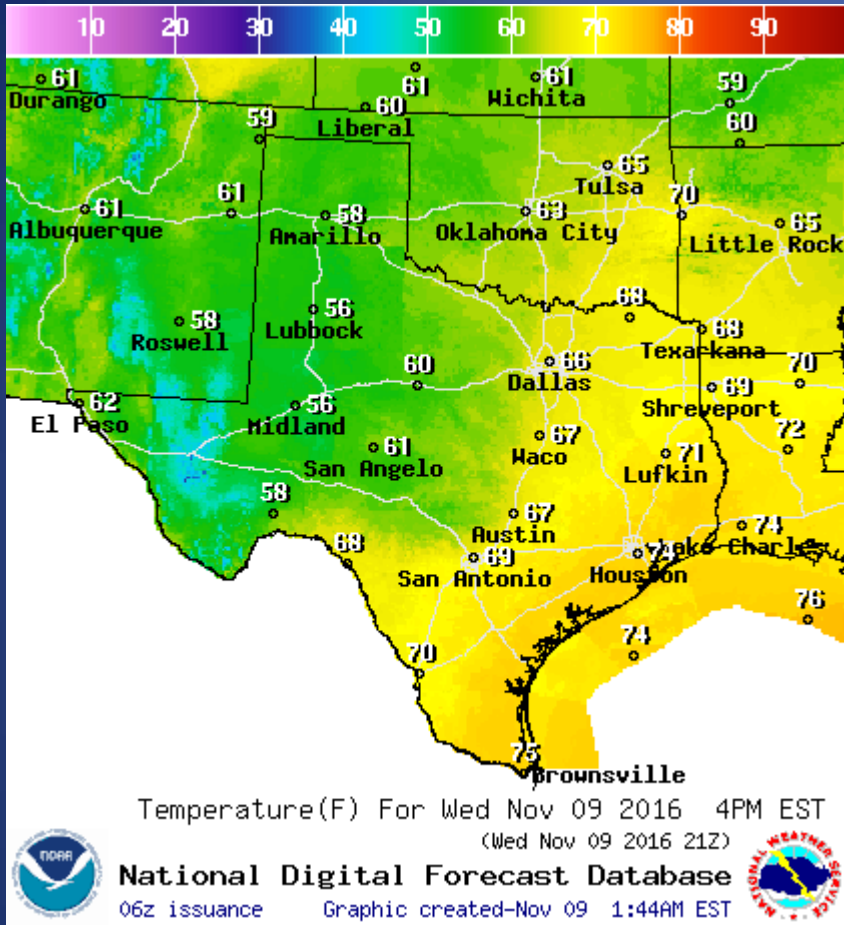 10 20 30 40 50 60 70 80 90
61
Durango
61
61
Wichita
59
60
Liberal
59
60
65
Tulsa
61
Albuquerque
61
58
Amarillo
63
Oklahoma City
70
65
Little Rock
58
Roswell
56
Lubbock
68
68
Texarkana
66
Dallas
60
69
Shreveport
70
62
El Paso
56
Midland
61
San Angelo
67
Waco
71
Lufkin
72
58
67
Austin
74
Lake Charles
68
69
San Antonio
Houston
76
74
70
75
Brownsville
Temperature(F) For Wed Nov 09 2016 4PM EST
(Wed Nov 09 2016 21Z)
noaa
National Digital Forecast Database
06z issuance Graphic created-Nov 09 1:44AM EST
NATIONAL WEATHER SERVICE